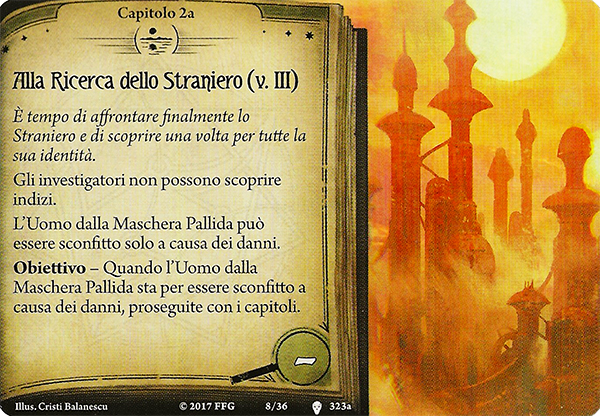 Capitolo 2a
Alla Ricerca dello Straniero (v. III)
È tempo di affrontare finalmente lo
Straniero e di scoprire una volta per tutte la
sua identità.
Gli investigatori non possono scoprire
indizi.
L'Uomo dalla Maschera Pallida può
essere sconfitto solo a causa dei danni.
Obiettivo – Quando l'Uomo dalla
Maschera Pallida sta per essere sconfitto a
causa dei danni, proseguite con i capitoli.
–
Illus. Cristi Balanescu © 2017 FFG 8/36 323a